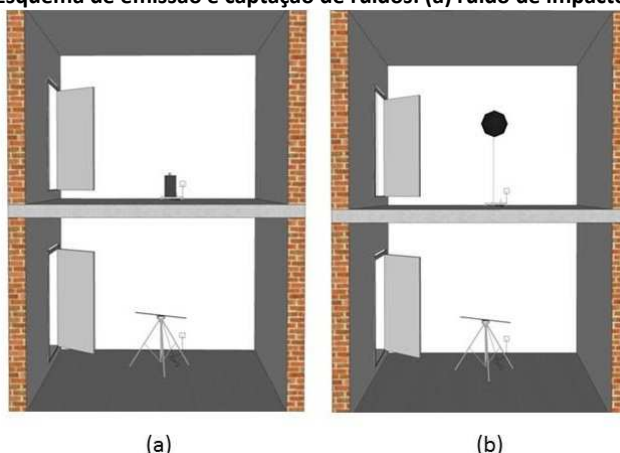 Esquema de emissão e captação de ruídos: (a) ruído de impacto
(a) (b)